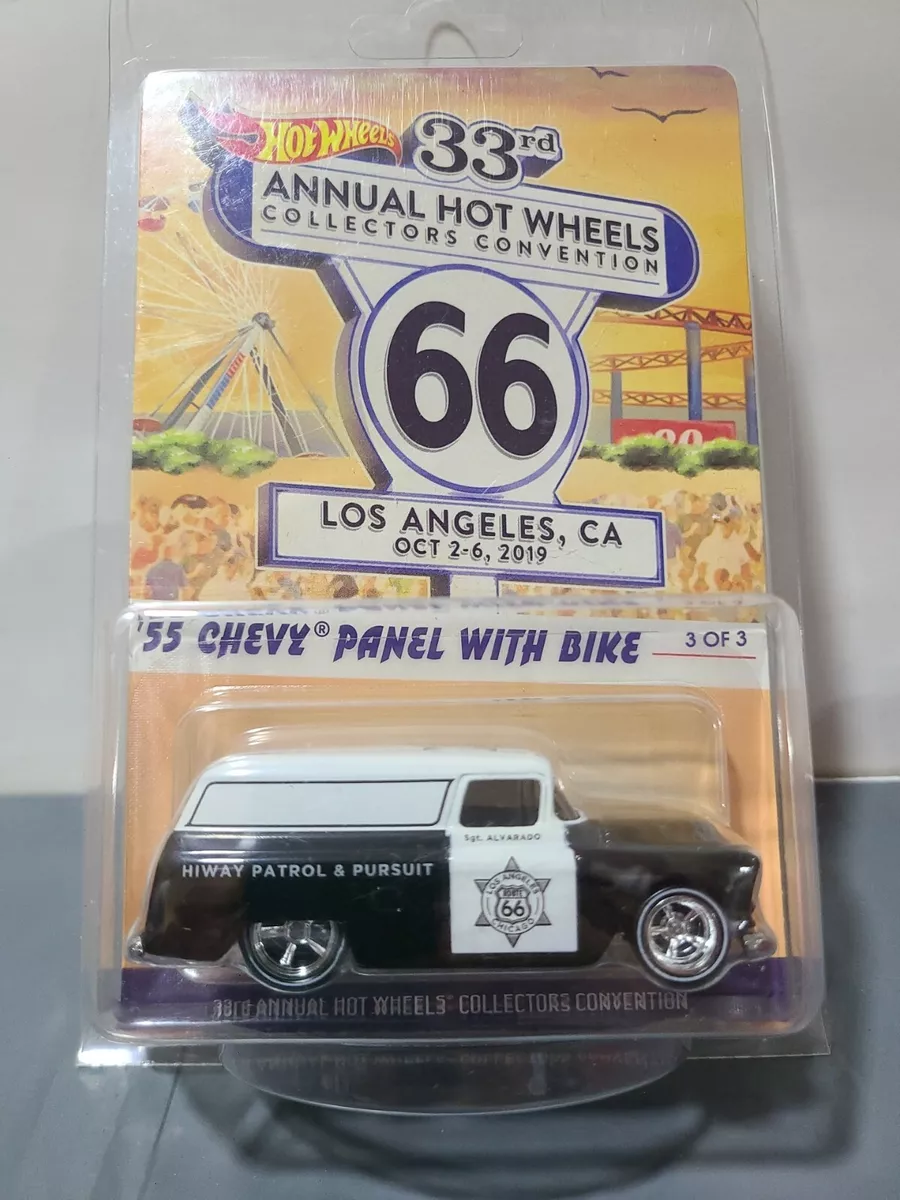 HOT WHEELS
33rd
ANNUAL HOT WHEELS
COLLECTORS CONVENTION
66
LOS ANGELES, CA
OCT 2-6, 2019
'55 CHEVY® PANEL WITH BIKE
3 OF 3
Sgt. ALVARADO
HIWAY PATROL & PURSUIT
LOS ANGELES
ROUTE
66
CHICAGO
33rd ANNUAL HOT WHEELS™ COLLECTORS CONVENTION